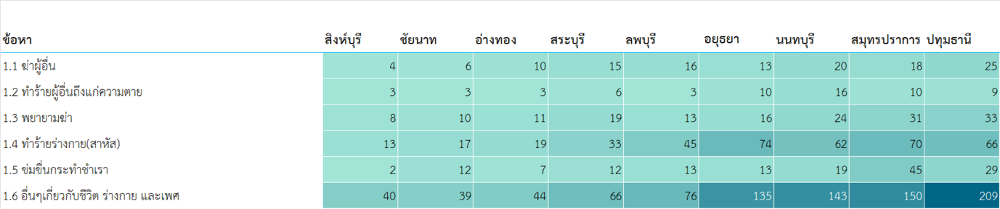 ข้อหา สิงห์บุรี ชัยนาท อ่างทอง สระบุรี ลพบุรี อยุธยา นนทบุรี สมุทรปราการ ปทุมธานี
1.1 ฆ่าผู้อื่น 4 6 10 15 16 13 20 18 25
1.2 ทำร้ายผู้อื่นถึงแก่ความตาย 3 3 3 6 3 10 16 10 9
1.3 พยายามฆ่า 8 10 11 19 13 16 24 31 33
1.4 ทำร้ายร่างกาย(สาหัส) 13 17 19 33 45 74 62 70 66
1.5 ข่มขื่นกระทำชำเรา 2 12 7 12 13 13 19 45 29
1.6 อื่นๆเกี่ยวกับชีวิต ร่างกาย และเพศ 40 39 44 66 76 135 143 150 209